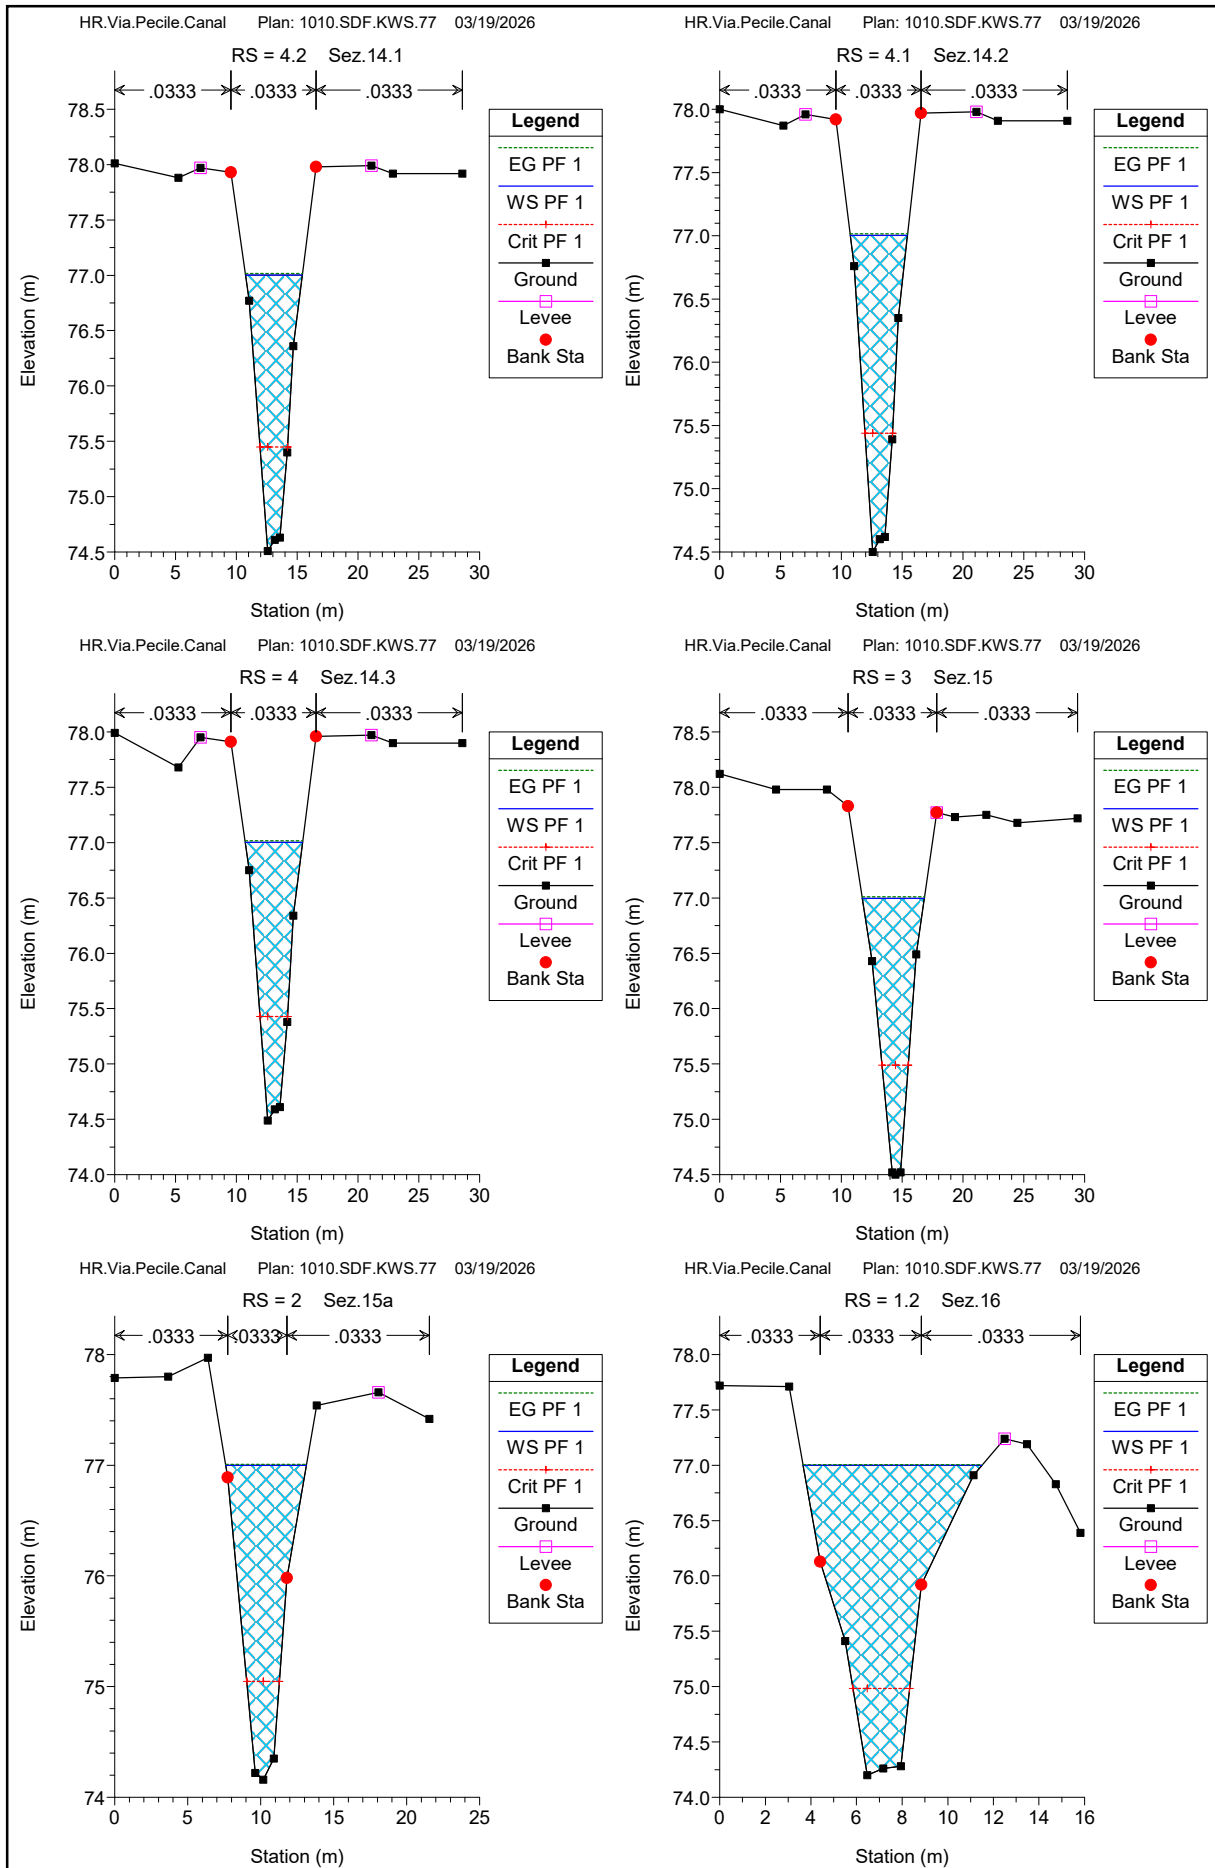 HR.Via.Pecile.Canal Plan: 1010.SDF.KWS.77 03/19/2026
RS = 4.2 Sez.14.1
.0333 .0333 .0333
78.5
78.0
77.5
77.0
76.5
76.0
75.5
75.0
74.5
Elevation (m)
0 5 10 15 20 25 30
Station (m)
Legend
EG PF 1
WS PF 1
Crit PF 1
Ground
Levee
Bank Sta
HR.Via.Pecile.Canal Plan: 1010.SDF.KWS.77 03/19/2026
RS = 4.1 Sez.14.2
.0333 .0333 .0333
78.0
77.5
77.0
76.5
76.0
75.5
75.0
74.5
Elevation (m)
0 5 10 15 20 25 30
Station (m)
Legend
EG PF 1
WS PF 1
Crit PF 1
Ground
Levee
Bank Sta
HR.Via.Pecile.Canal Plan: 1010.SDF.KWS.77 03/19/2026
RS = 4 Sez.14.3
.0333 .0333 .0333
78.0
77.5
77.0
76.5
76.0
75.5
75.0
74.5
74.0
Elevation (m)
0 5 10 15 20 25 30
Station (m)
Legend
EG PF 1
WS PF 1
Crit PF 1
Ground
Levee
Bank Sta
HR.Via.Pecile.Canal Plan: 1010.SDF.KWS.77 03/19/2026
RS = 3 Sez.15
.0333 .0333 .0333
78.5
78.0
77.5
77.0
76.5
76.0
75.5
75.0
74.5
Elevation (m)
0 5 10 15 20 25 30
Station (m)
Legend
EG PF 1
WS PF 1
Crit PF 1
Ground
Levee
Bank Sta
HR.Via.Pecile.Canal Plan: 1010.SDF.KWS.77 03/19/2026
RS = 2 Sez.15a
.0333 .0333 .0333
78
77
76
75
74
Elevation (m)
0 5 10 15 20 25
Station (m)
Legend
EG PF 1
WS PF 1
Crit PF 1
Ground
Levee
Bank Sta
HR.Via.Pecile.Canal Plan: 1010.SDF.KWS.77 03/19/2026
RS = 1.2 Sez.16
.0333 .0333 .0333
78.0
77.5
77.0
76.5
76.0
75.5
75.0
74.5
74.0
Elevation (m)
0 2 4 6 8 10 12 14 16
Station (m)
Legend
EG PF 1
WS PF 1
Crit PF 1
Ground
Levee
Bank Sta